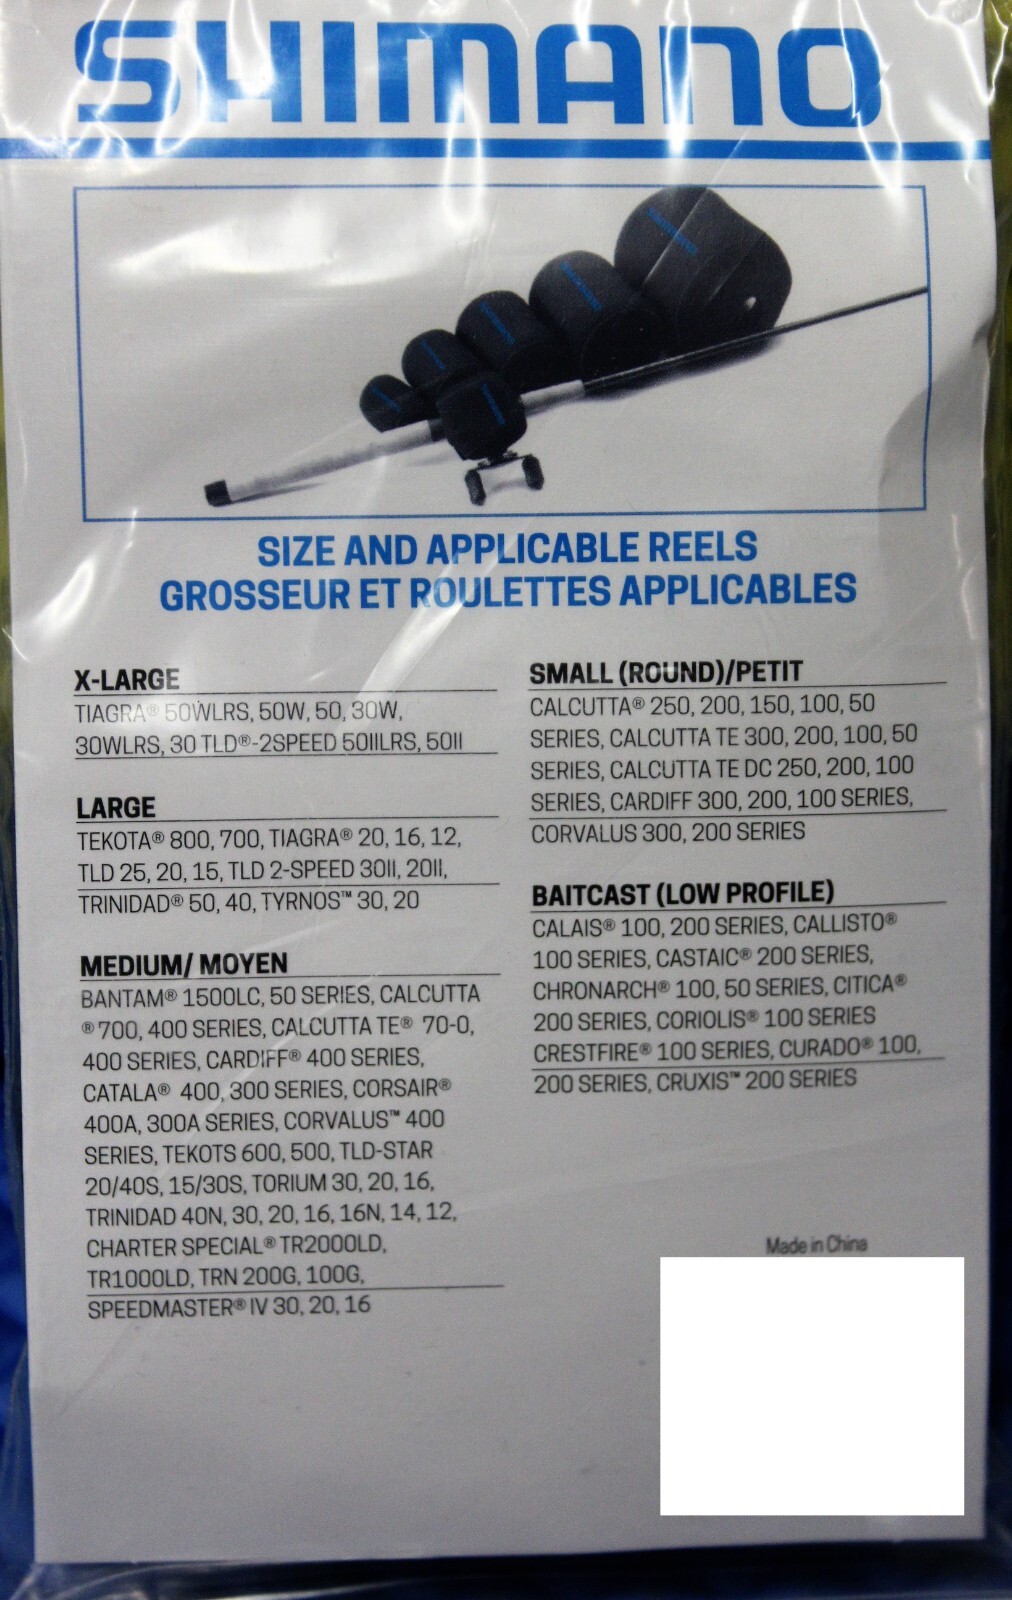 SHIMANO
SIZE AND APPLICABLE REELS
GROSSEUR ET ROULETTES APPLICABLES
X-LARGE
TIAGRA® 50WLRS, 50W, 50, 30W,
30WLRS, 30 TLD®-2SPEED 50IILRS, 50II
LARGE
TEKOTA® 800, 700, TIAGRA® 20, 16, 12,
TLD 25, 20, 15, TLD 2-SPEED 30II, 20II,
TRINIDAD® 50, 40, TYRNOS™ 30, 20
MEDIUM/ MOYEN
BANTAM® 1500LC, 50 SERIES, CALCUTTA
® 700, 400 SERIES, CALCUTTA TE® 70-0,
400 SERIES, CARDIFF® 400 SERIES,
CATALA® 400, 300 SERIES, CORSAIR®
400A, 300A SERIES, CORVALUS™ 400
SERIES, TEKOTS 600, 500, TLD-STAR
20/40S, 15/30S, TORIUM 30, 20, 16,
TRINIDAD 40N, 30, 20, 16, 16N, 14, 12,
CHARTER SPECIAL® TR2000LD,
TR1000LD, TRN 200G, 100G,
SPEEDMASTER® IV 30, 20, 16
SMALL (ROUND)/PETIT
CALCUTTA® 250, 200, 150, 100, 50
SERIES, CALCUTTA TE 300, 200, 100, 50
SERIES, CALCUTTA TE DC 250, 200, 100
SERIES, CARDIFF 300, 200, 100 SERIES,
CORVALUS 300, 200 SERIES
BAITCAST (LOW PROFILE)
CALAIS® 100, 200 SERIES, CALLISTO®
100 SERIES, CASTAIC® 200 SERIES,
CHRONARCH® 100, 50 SERIES, CITICA®
200 SERIES, CORIOLIS® 100 SERIES
CRESTFIRE® 100 SERIES, CURADO® 100,
200 SERIES, CRUXIS™ 200 SERIES
Made in China